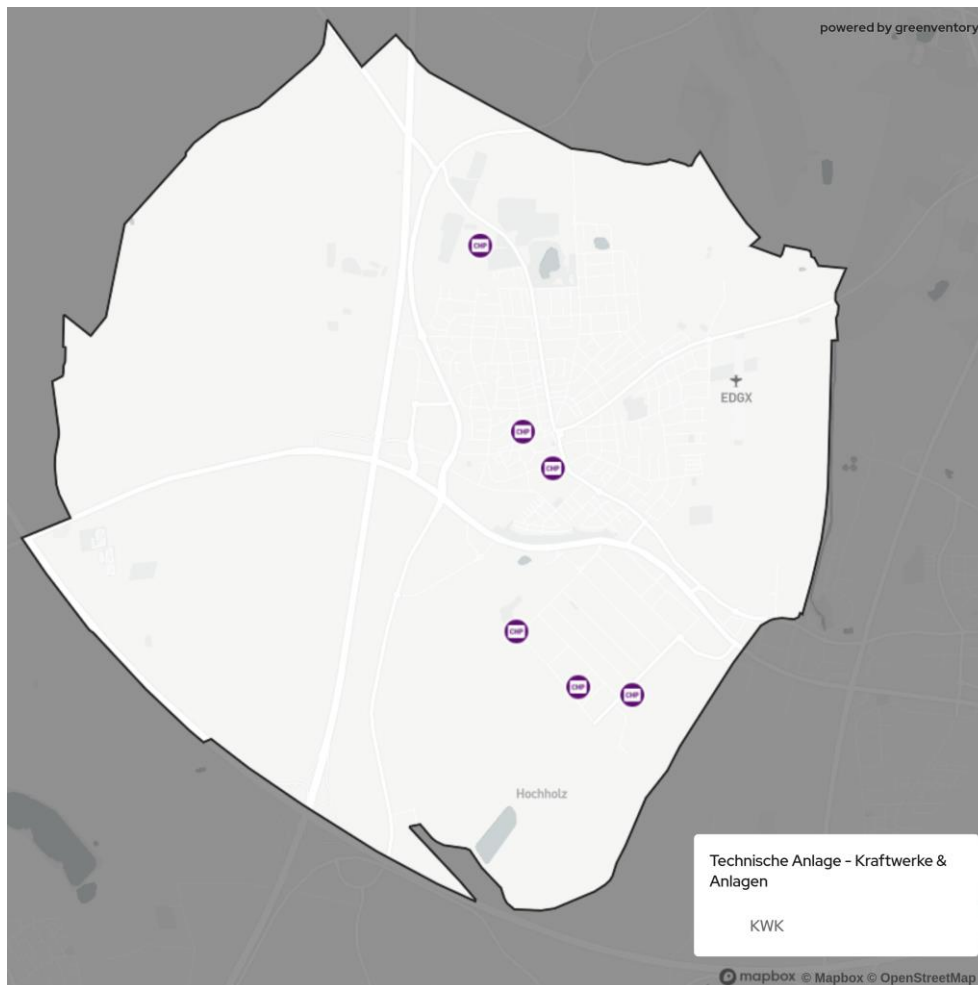 powered by greenventory
CHP
EDGX
CHP
CHP
CHP
CHP
CHP
Hochholz
Technische Anlage - Kraftwerke &
Anlagen
KWK
mapbox © Mapbox © OpenStreetMap